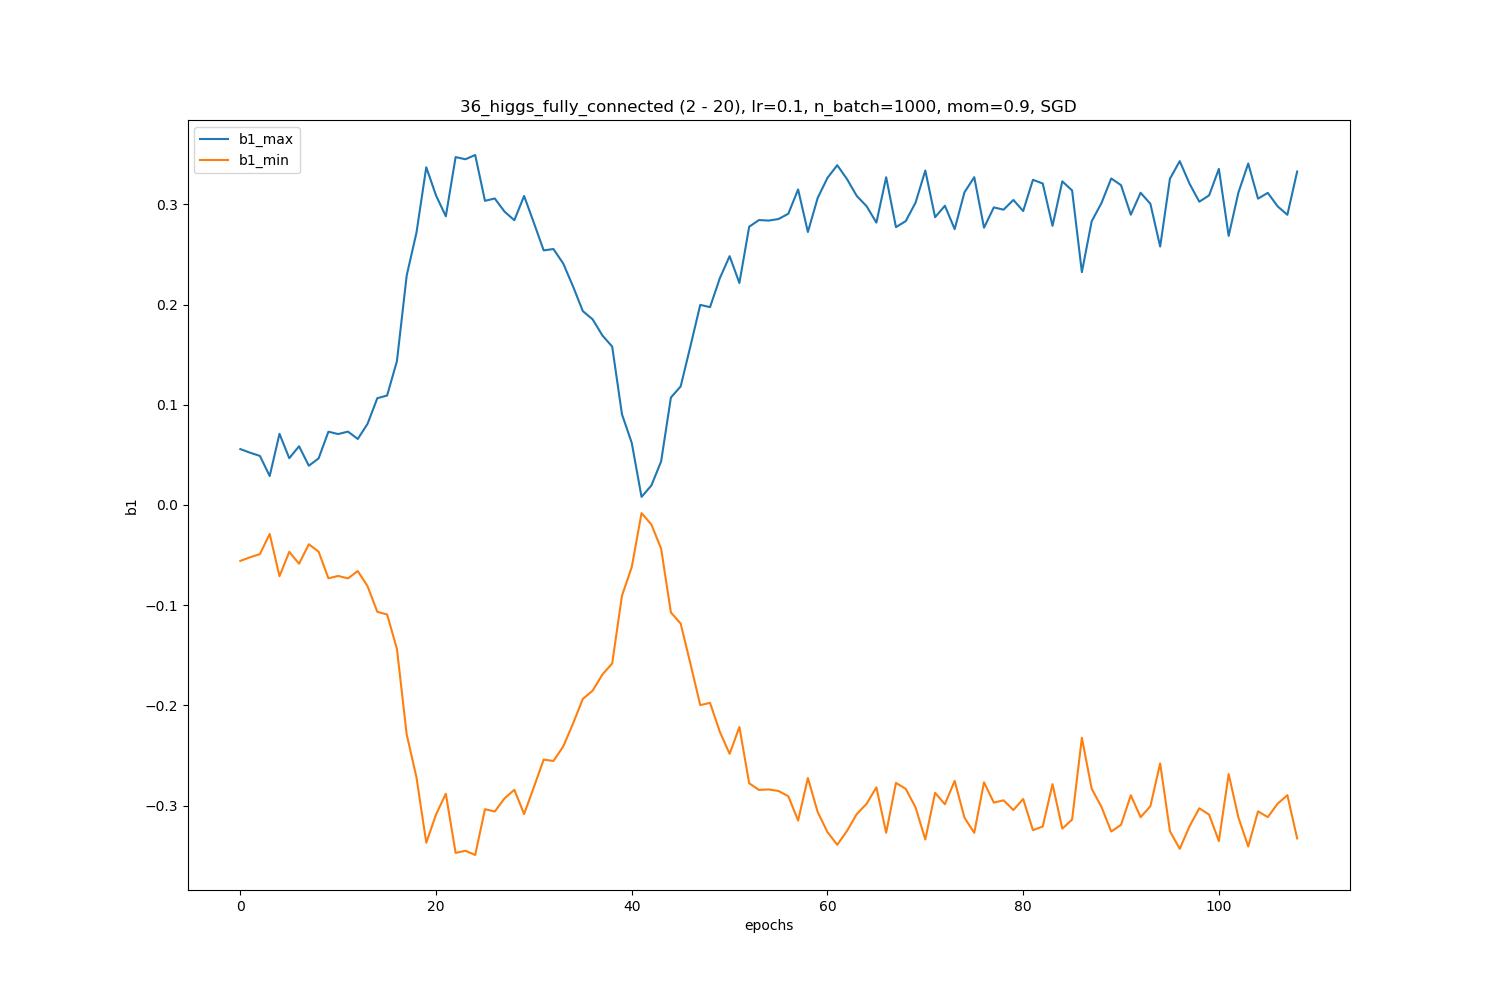 36_higgs_fully_connected (2 - 20), lr=0.1, n_batch=1000, mom=0.9, SGD
b1_max
b1_min
0.3
0.2
0.1
0.0
−0.1
−0.2
−0.3
b1
0 20 40 60 80 100
epochs